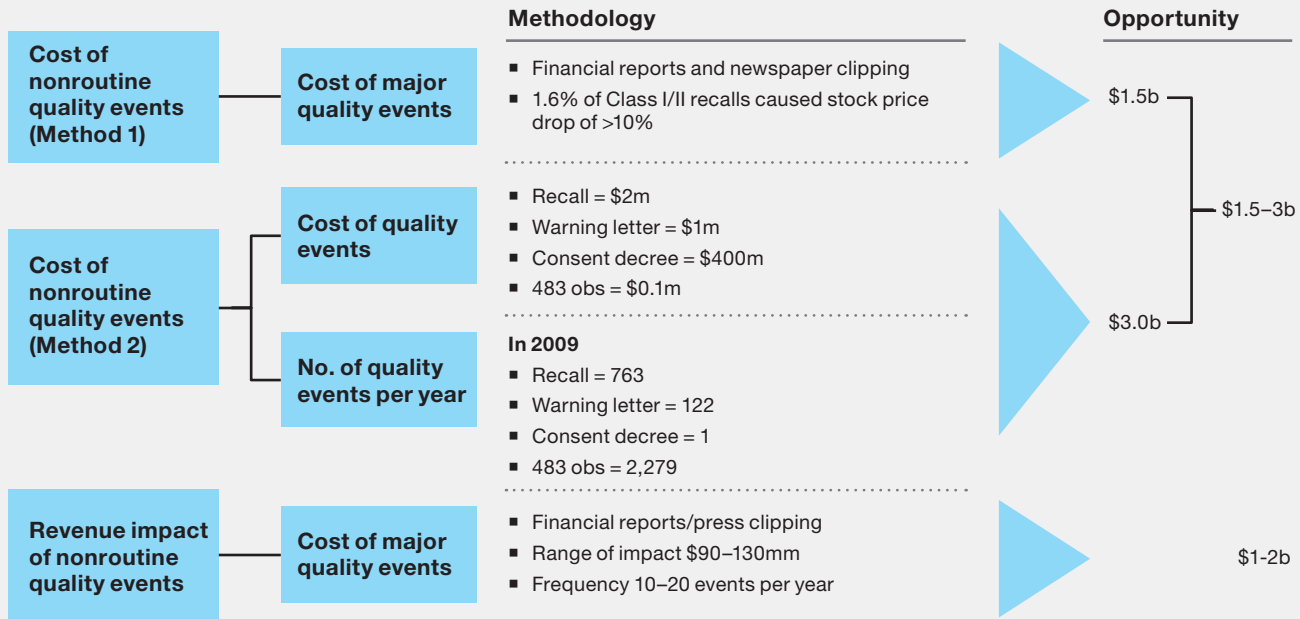 Methodology
Opportunity
Cost of
nonroutine
quality events
(Method 1)
Cost of major
quality events
▪ Financial reports and newspaper clipping
▪ 1.6% of Class I/II recalls caused stock price
drop of >10%
$1.5b
Cost of
nonroutine
quality events
(Method 2)
Cost of quality
events
▪ Recall = $2m
▪ Warning letter = $1m
▪ Consent decree = $400m
▪ 483 obs = $0.1m
No. of quality
events per year
In 2009
▪ Recall = 763
▪ Warning letter = 122
▪ Consent decree = 1
▪ 483 obs = 2,279
$3.0b
$1.5–3b
Revenue impact
of nonroutine
quality events
Cost of major
quality events
▪ Financial reports/press clipping
▪ Range of impact $90–130mm
▪ Frequency 10–20 events per year
$1-2b